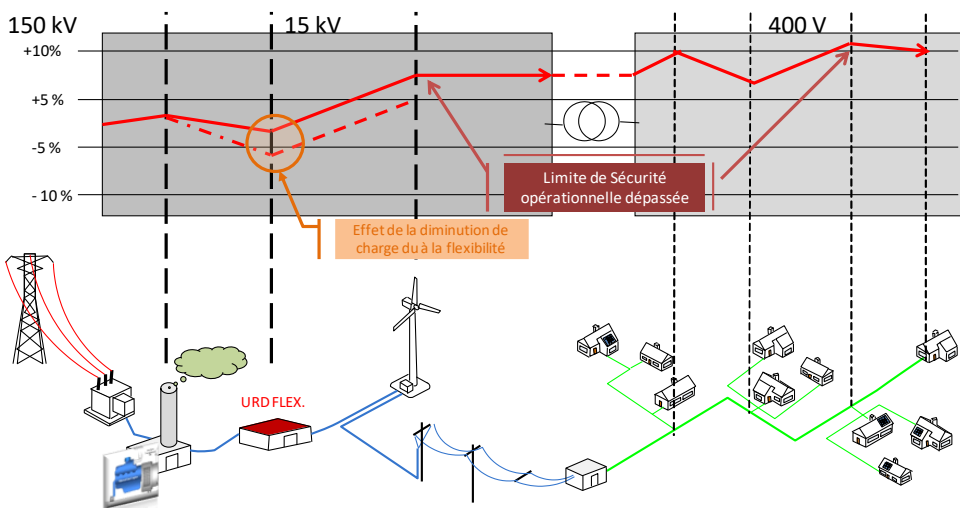 150 kV
15 kV
400 V
+10%
+5 %
-5 %
- 10 %
Limite de Sécurité
opérationnelle dépassée
Effet de la diminution de
charge du à la flexibilité
URD FLEX.